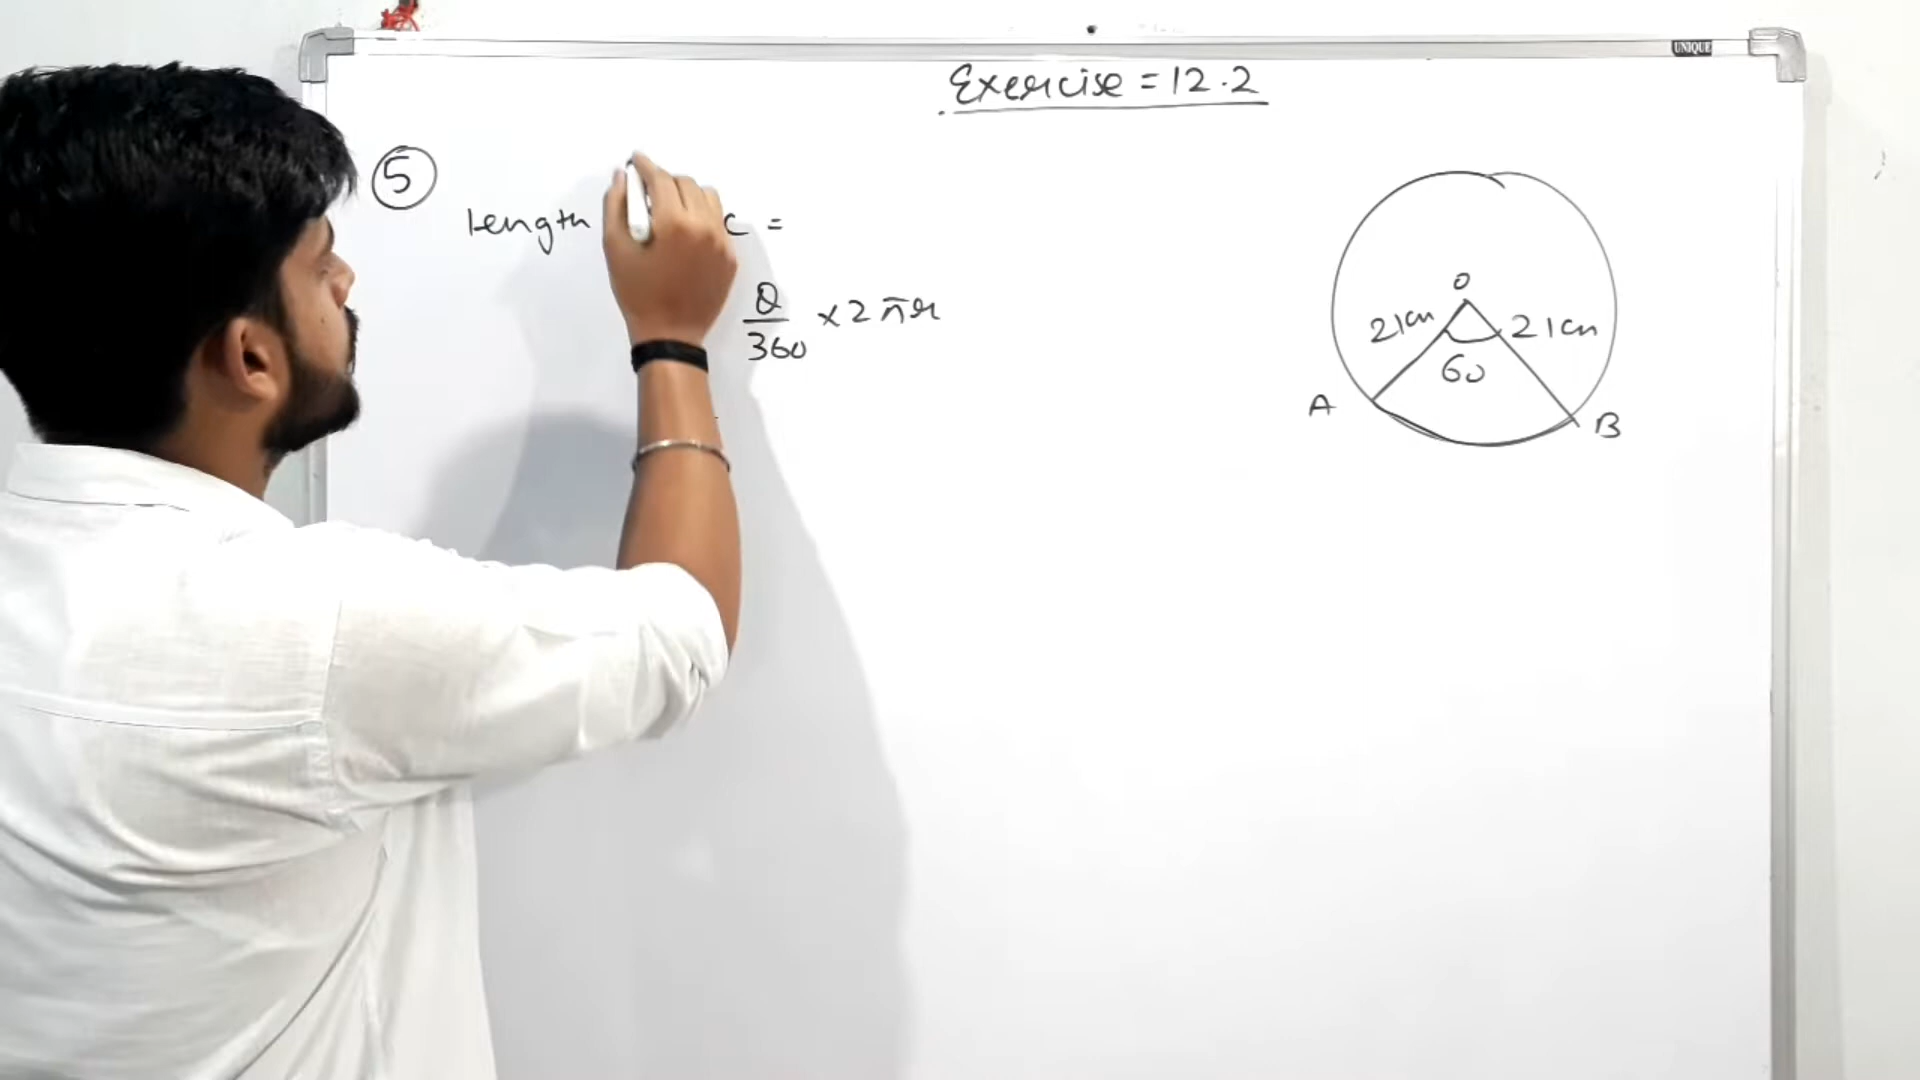 UNIQUE
Exercise = 12.2
5
Length c =
θ/360 × 2πr
O
21cm 21cm
60
A B